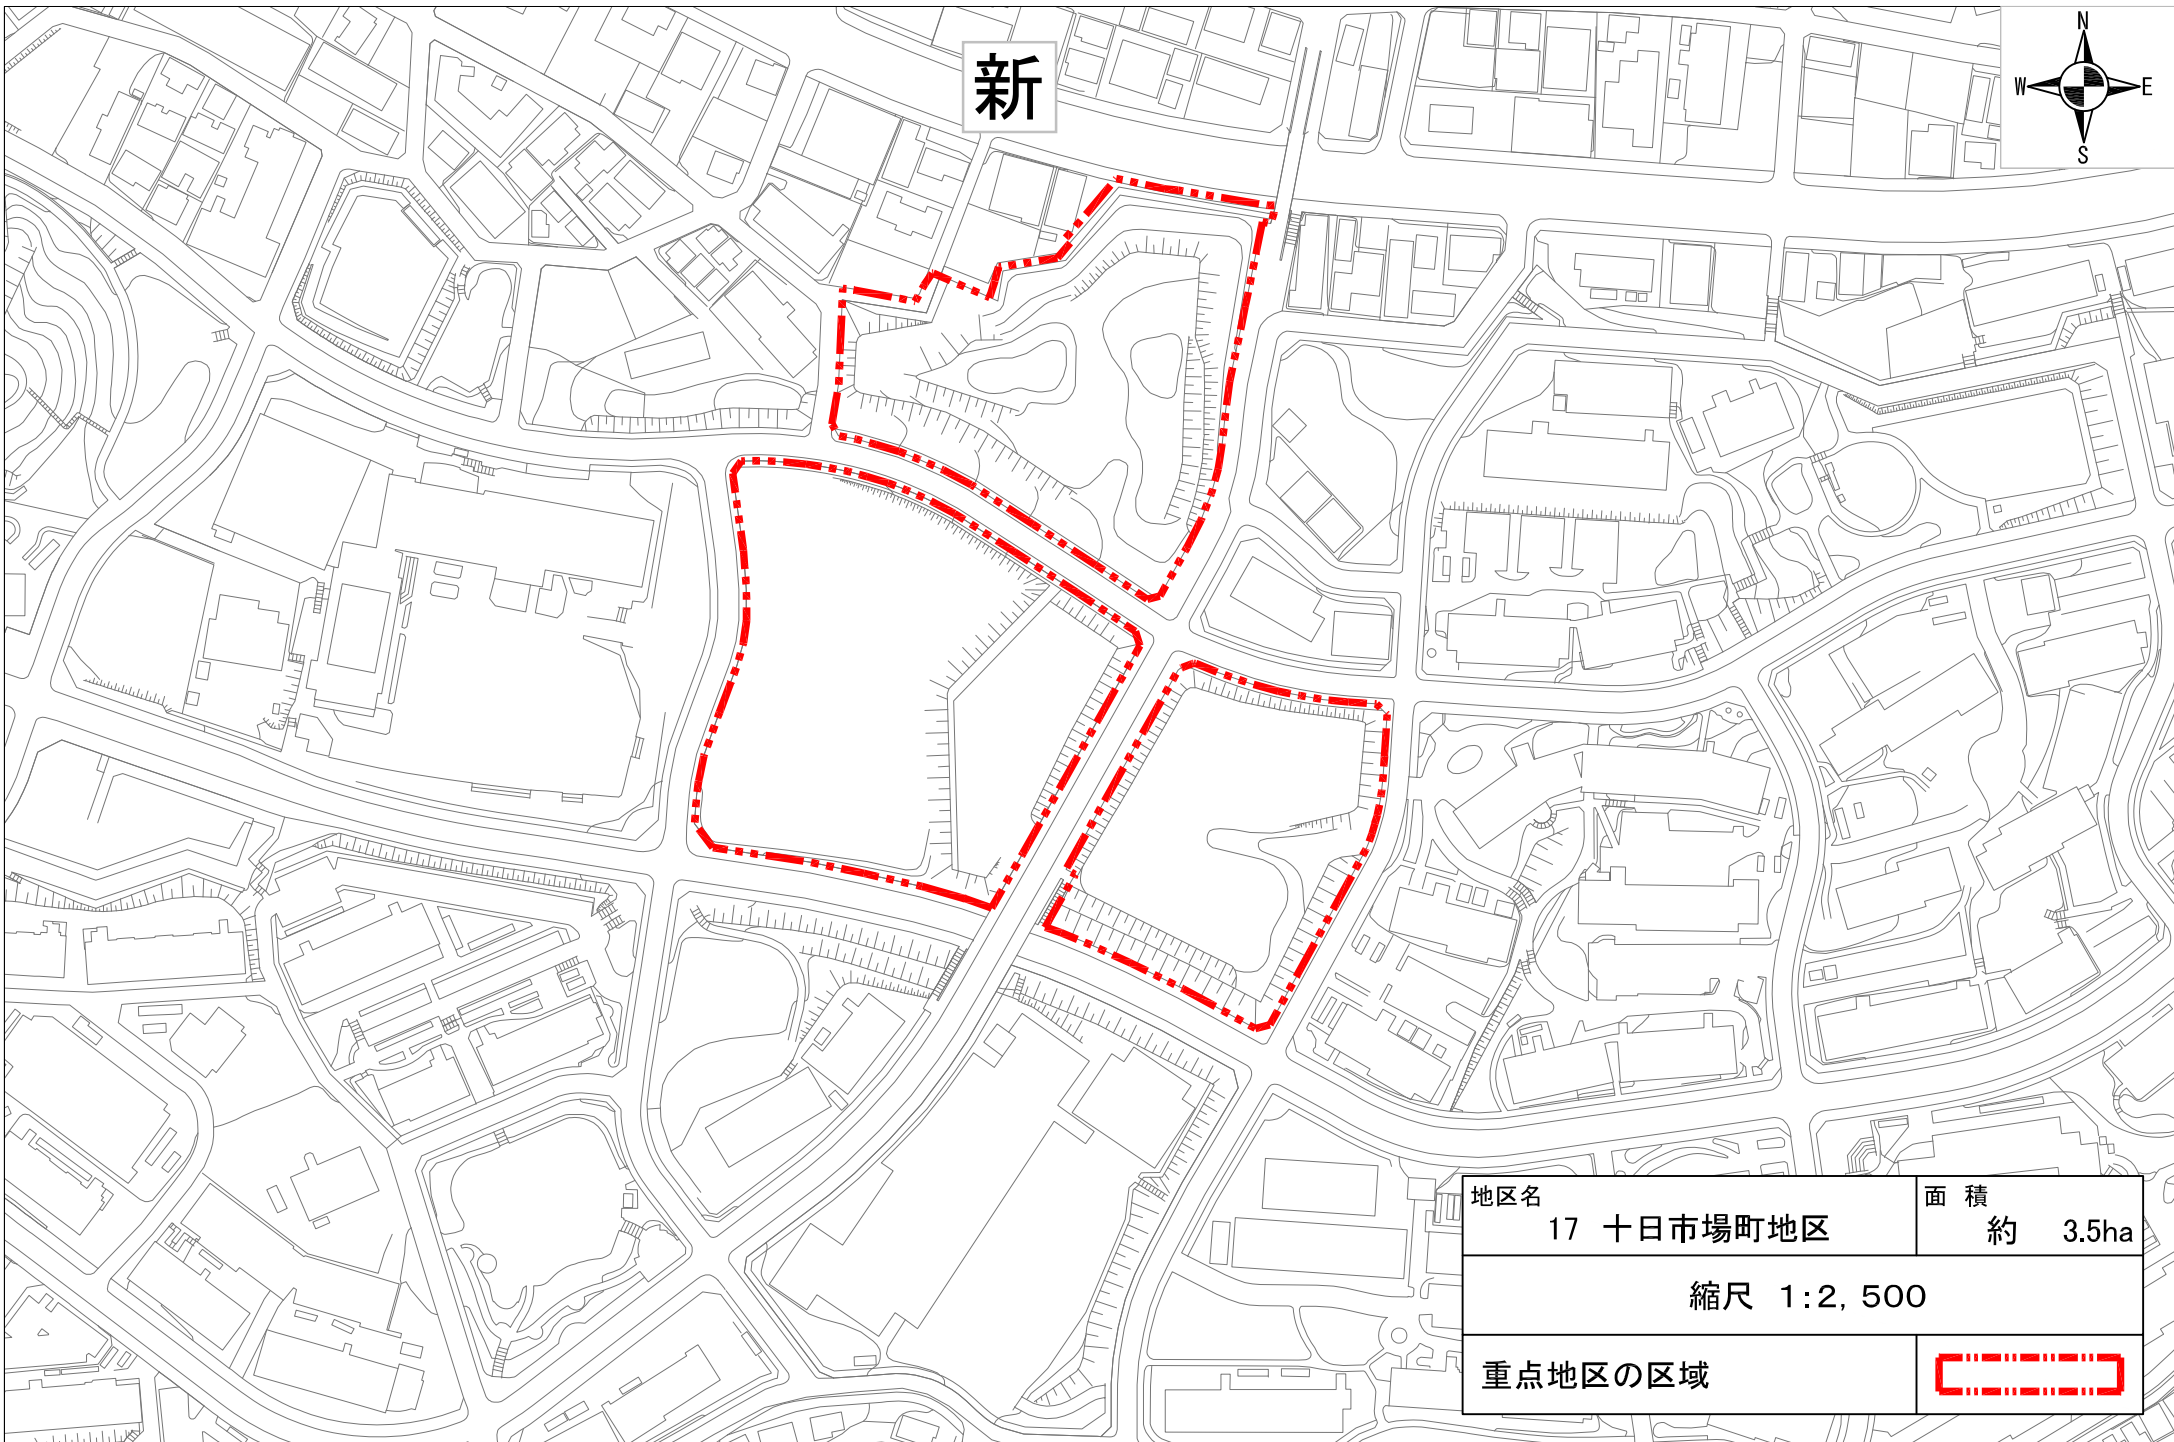 新
N
W E
S
地区名
17 十日市場町地区
面 積
約 3.5ha
縮尺 1:2,500
重点地区の区域